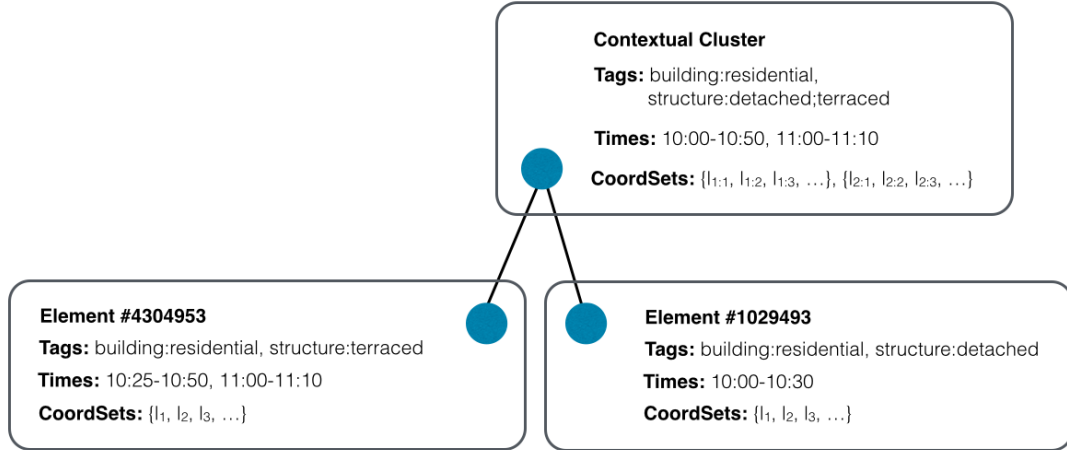 Contextual Cluster
Tags: building:residential,
structure:detached;terraced
Times: 10:00-10:50, 11:00-11:10
CoordSets: {l1:1, l1:2, l1:3, …}, {l2:1, l2:2, l2:3, …}
Element #4304953
Tags: building:residential, structure:terraced
Times: 10:25-10:50, 11:00-11:10
CoordSets: {l1, l2, l3, …}
Element #1029493
Tags: building:residential, structure:detached
Times: 10:00-10:30
CoordSets: {l1, l2, l3, …}